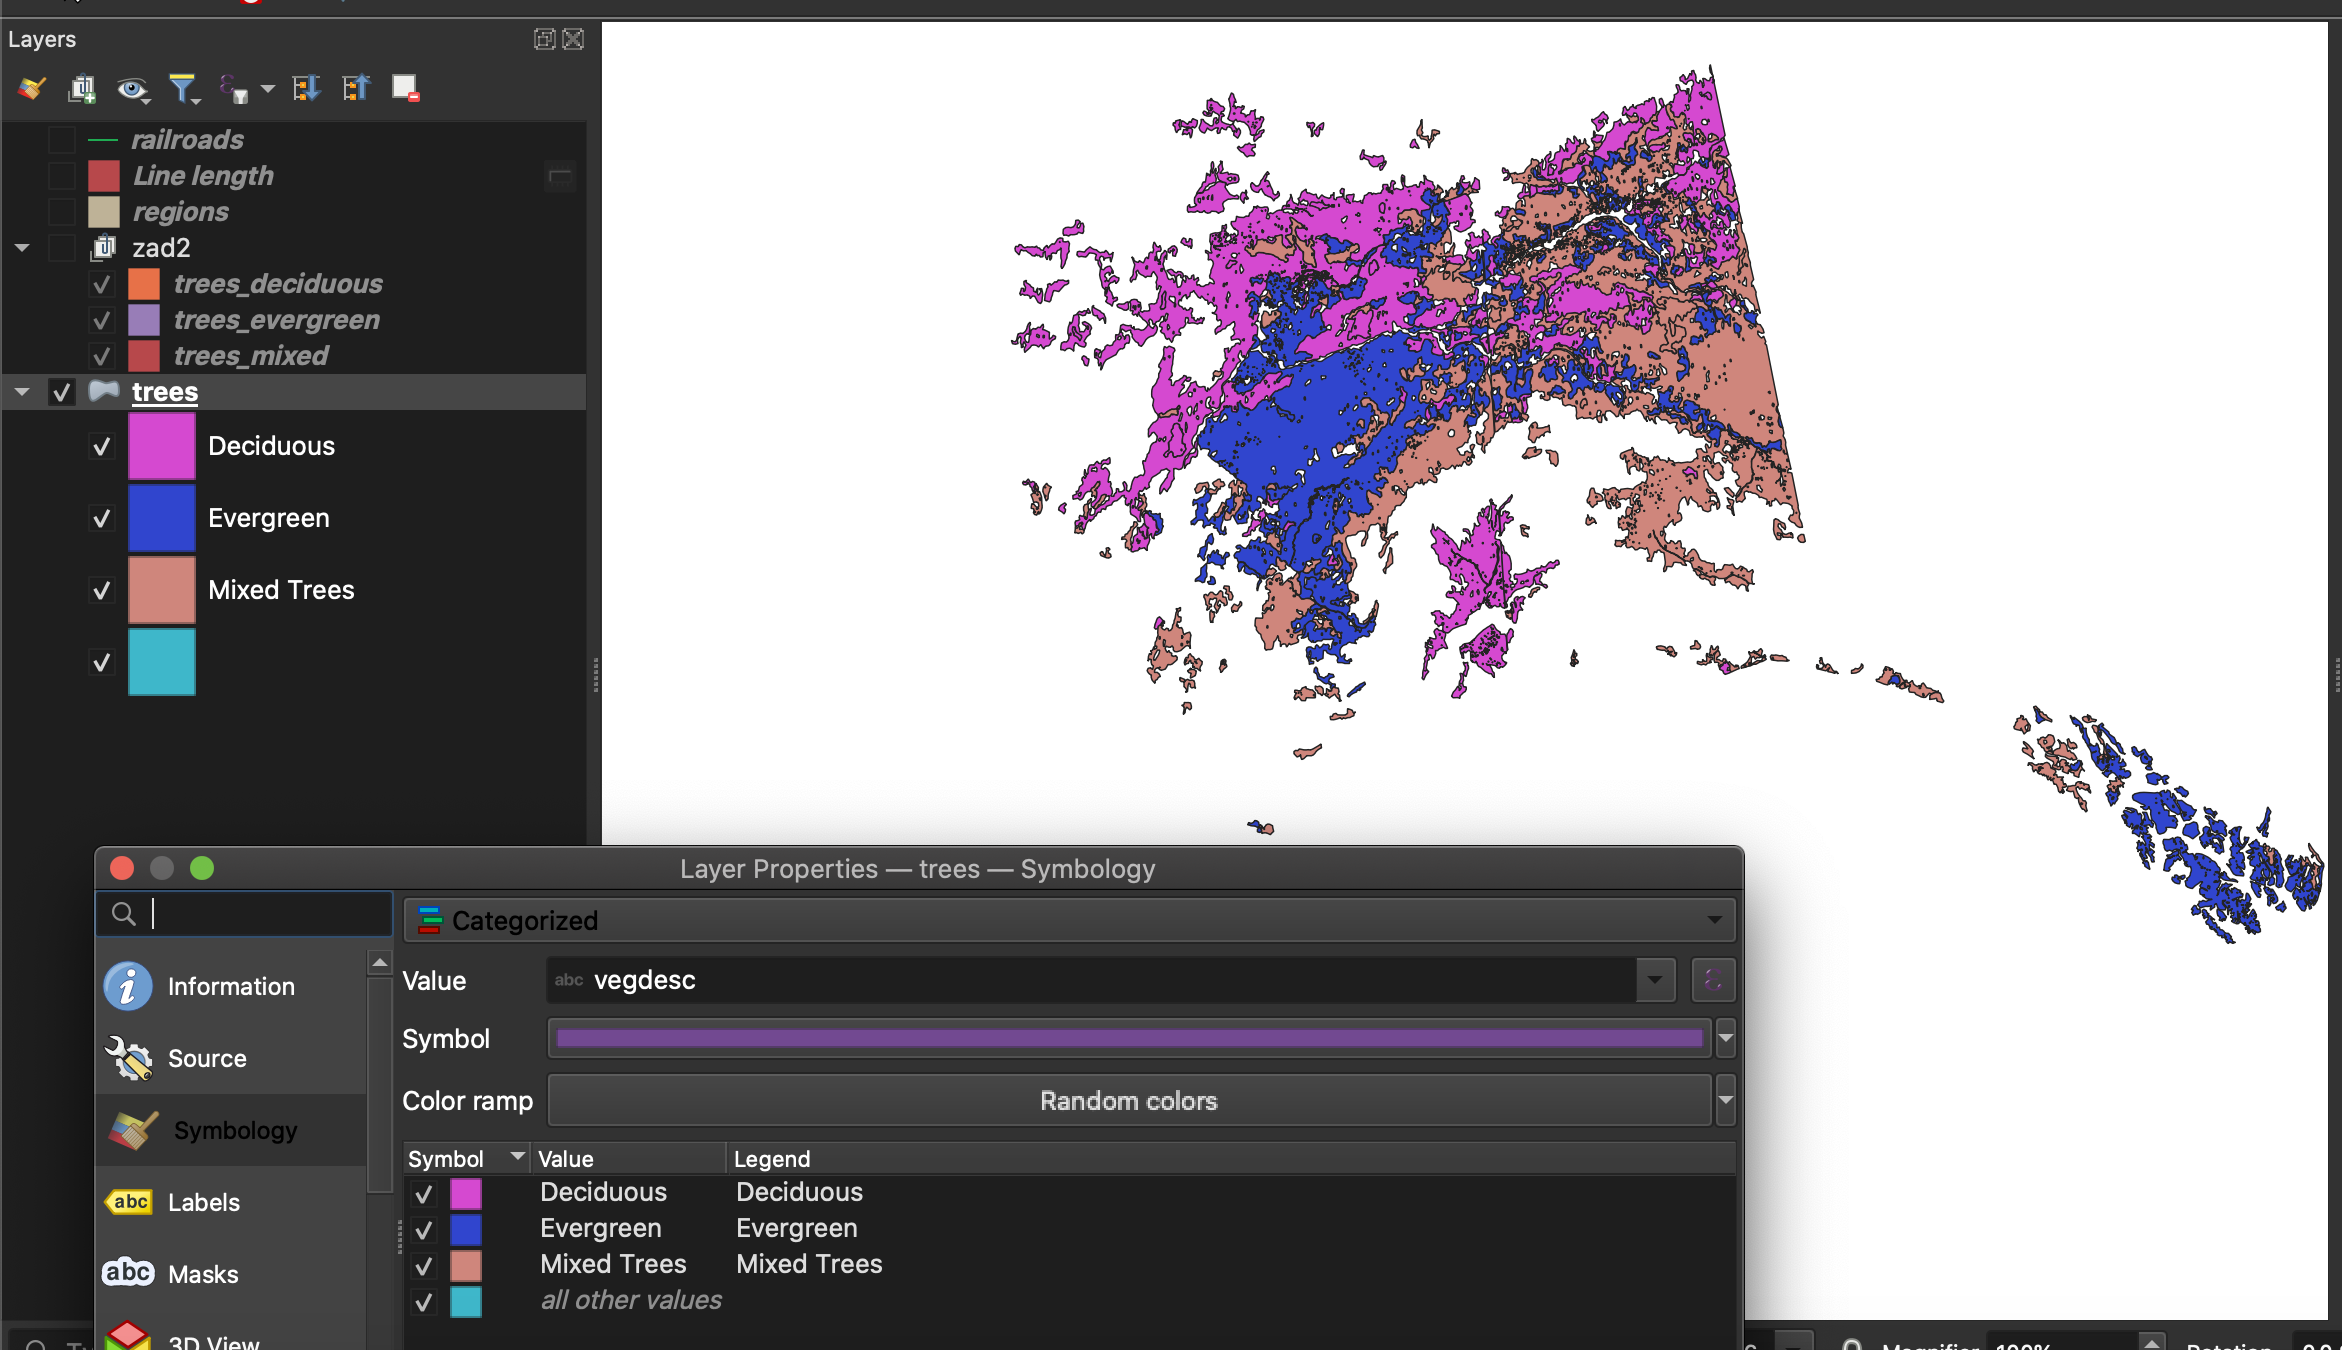 Layers
railroads
Line length
regions
zad2
trees_deciduous
trees_evergreen
trees_mixed
trees
Deciduous
Evergreen
Mixed Trees
Layer Properties — trees — Symbology
Categorized
Information
Source
Symbology
abc Labels
abc Masks
3D View
Value abc vegdesc
Symbol
Color ramp Random colors
Symbol Value Legend
Deciduous Deciduous
Evergreen Evergreen
Mixed Trees Mixed Trees
all other values
Magnifier 100% Rotation